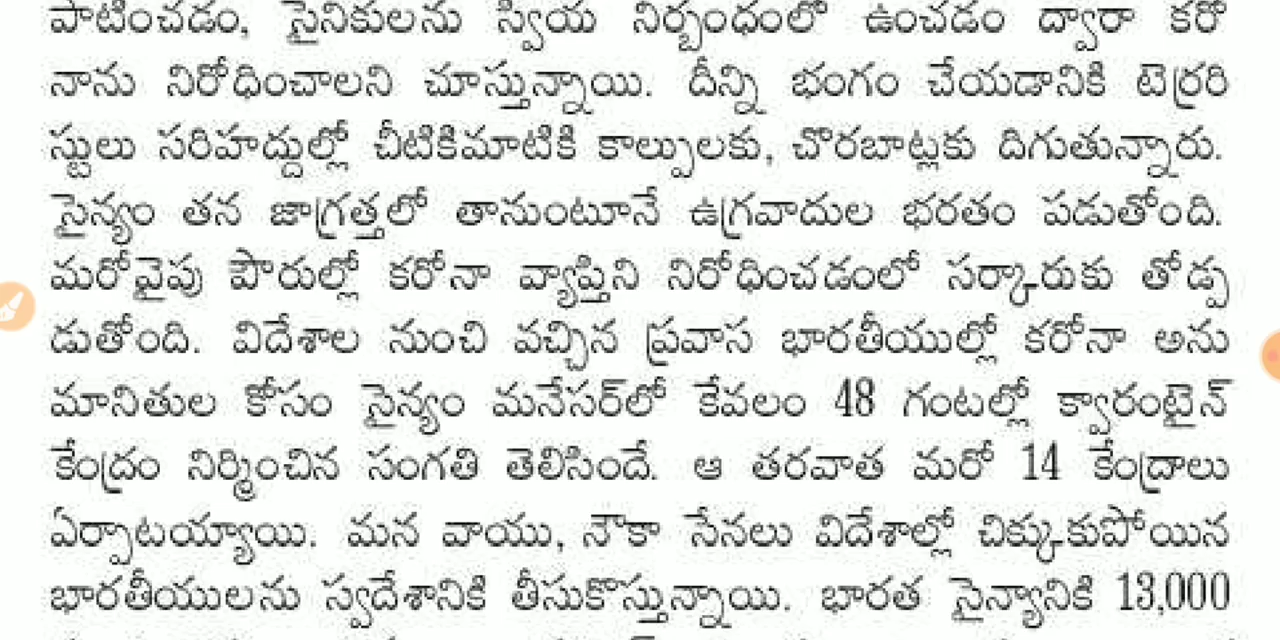 పాటించడం, సైనికులను స్వీయ నిర్బంధంలో ఉంచడం ద్వారా కరో
నాను నిరోధించాలని చూస్తున్నాయి. దీన్ని భంగం చేయడానికి టెర్రరి
స్టులు సరిహద్దుల్లో చీటికిమాటికి కాల్పులకు, చొరబాట్లకు దిగుతున్నారు.
సైన్యం తన జాగ్రత్తలో తానుంటూనే ఉగ్రవాదుల భరతం పడుతోంది.
మరోవైపు పౌరుల్లో కరోనా వ్యాప్తిని నిరోధించడంలో సర్కారుకు తోడ్ప
డుతోంది. విదేశాల నుంచి వచ్చిన ప్రవాస భారతీయుల్లో కరోనా అను
మానితుల కోసం సైన్యం మనేసర్‌లో కేవలం 48 గంటల్లో క్వారంటైన్
కేంద్రం నిర్మించిన సంగతి తెలిసిందే. ఆ తరవాత మరో 14 కేంద్రాలు
ఏర్పాటయ్యాయి. మన వాయు, నౌకా సేనలు విదేశాల్లో చిక్కుకుపోయిన
భారతీయులను స్వదేశానికి తీసుకొస్తున్నాయి. భారత సైన్యానికి 13,000